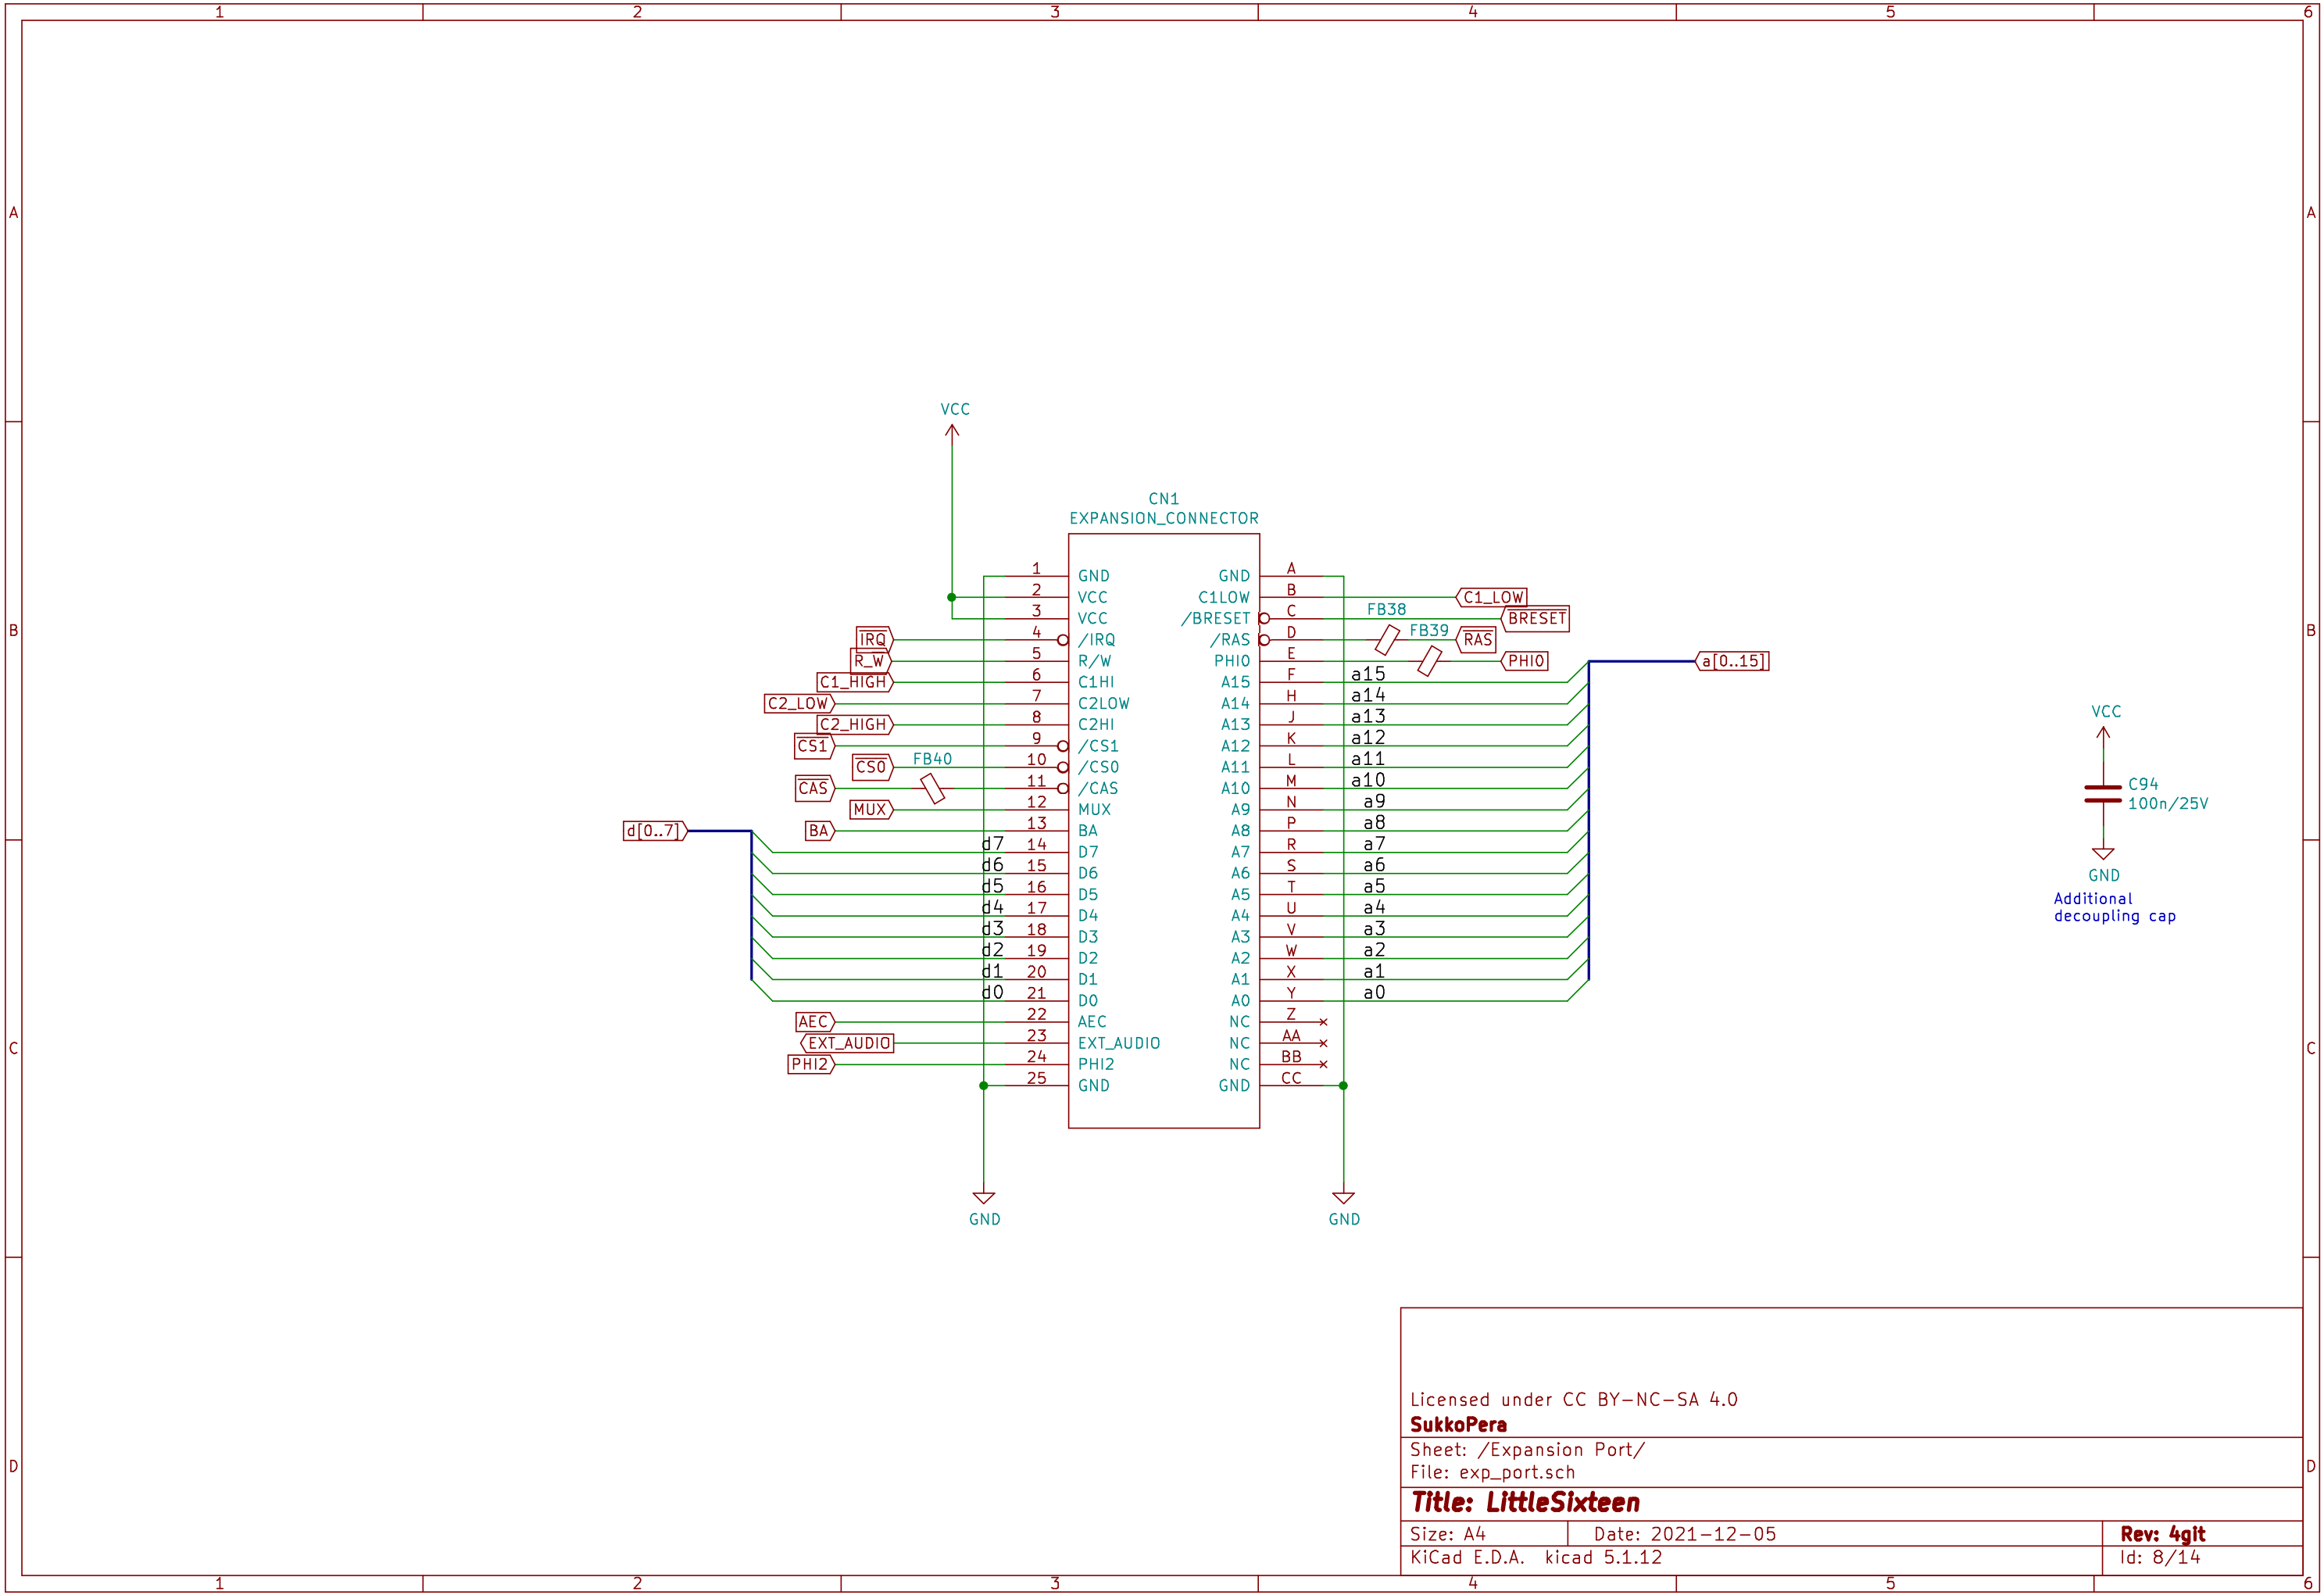 1 2 3 4 5 6
A A
B B
C C
D D
VCC
CN1
EXPANSION_CONNECTOR
1 GND GND A
2 VCC C1LOW B C1_LOW
3 VCC /BRESET C BRESET
FB38
IRQ 4 /IRQ /RAS D RAS
FB39
R_W 5 R/W PHI0 E PHI0
C1_HIGH 6 C1HI A15 F a15 a[0..15]
C2_LOW 7 C2LOW A14 H a14
C2_HIGH 8 C2HI A13 J a13
CS1 9 /CS1 A12 K a12
CS0 10 /CS0 A11 L a11
FB40
CAS 11 /CAS A10 M a10
MUX 12 MUX A9 N a9
d[0..7] BA 13 BA A8 P a8
d7 14 D7 A7 R a7
d6 15 D6 A6 S a6
d5 16 D5 A5 T a5
d4 17 D4 A4 U a4
d3 18 D3 A3 V a3
d2 19 D2 A2 W a2
d1 20 D1 A1 X a1
d0 21 D0 A0 Y a0
AEC 22 AEC NC Z
EXT_AUDIO 23 EXT_AUDIO NC AA
PHI2 24 PHI2 NC BB
25 GND GND CC
GND GND
VCC
C94
100n/25V
GND
Additional
decoupling cap
Licensed under CC BY-NC-SA 4.0
SukkoPera
Sheet: /Expansion Port/
File: exp_port.sch
Title: LittleSixteen
Size: A4 Date: 2021-12-05 Rev: 4git
KiCad E.D.A. kicad 5.1.12 Id: 8/14
1 2 3 4 5 6